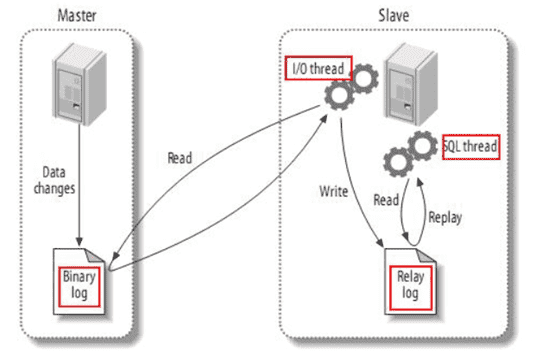 Master
Slave
I/O thread
SQL thread
Read
Data
changes
Write
Read
Replay
Binary
log
Relay
log